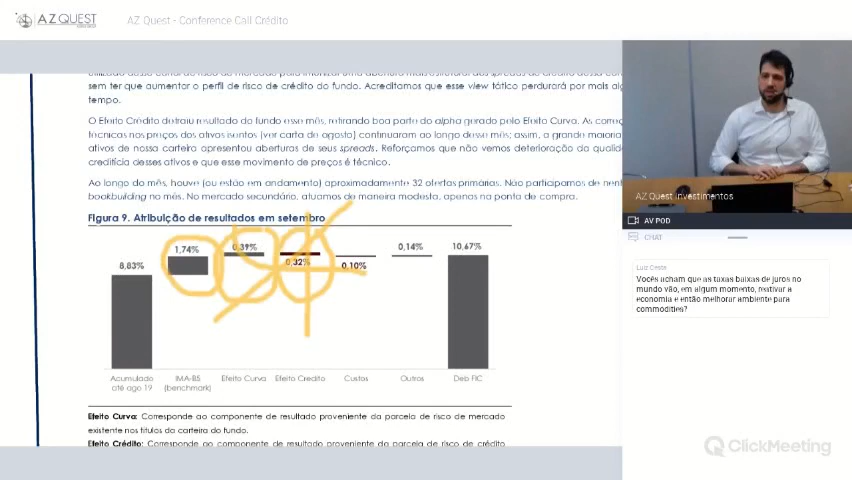 AZ QUEST
AZ Quest - Conference Call Crédito
sem ter que aumentar o perfil de risco de crédito do fundo. Acreditamos que esse view tático perdurará por mais alg
tempo.
O Efeito Crédito detraiu resultado do fundo esse mês, retirando boa parte do alpha gerado pelo Efeito Curva. As correç
técnicas nos preços dos ativos isentos (ver carta de agosto) continuaram ao longo desse mês; assim, a grande maioria
ativos de nossa carteira apresentou aberturas de seus spreads. Reforçamos que não vemos deterioração da qualid
creditícia desses ativos e que esse movimento de preços é técnico.
Ao longo do mês, houve (ou estão em andamento) aproximadamente 32 ofertas primárias. Não participamos de nenh
bookbuilding no mês. No mercado secundário, atuamos de maneira modesta, apenas na ponta de compra.
Figura 9. Atribuição de resultados em setembro
8,83%
1,74%
0,39%
0,32%
0,10%
0,14%
10,67%
Acumulado
até ago 19
IMA-B5
(benchmark)
Efeito Curva
Efeito Credito
Custos
Outros
Deb FIC
Efeito Curva: Corresponde ao componente de resultado proveniente da parcela de risco de mercado
existente nos títulos da carteira do fundo.
Efeito Crédito: Corresponde ao componente de resultado proveniente da parcela de risco de crédito
AZ Quest Investimentos
AV POD
CHAT
Vocês acham que as taxas baixas de juros no
mundo vão, em algum momento, reativar a
economia e então melhorar ambiente para
commodities?
ClickMeeting